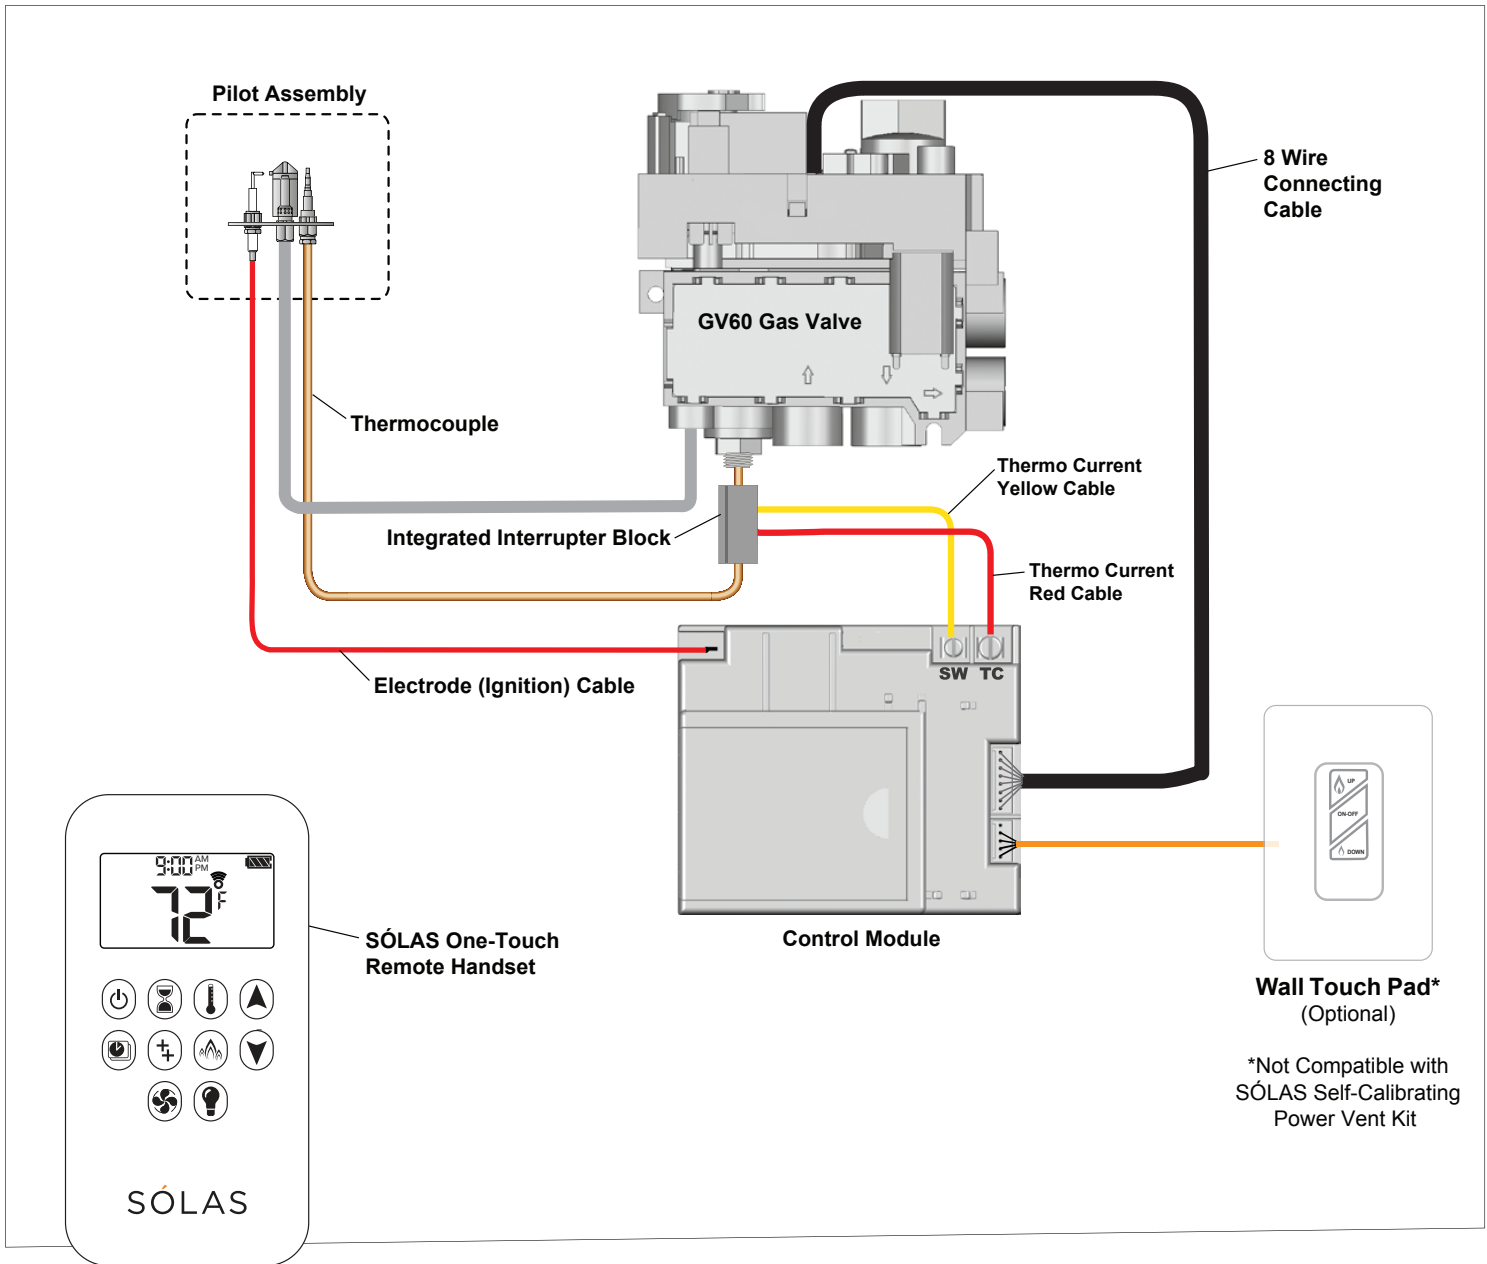 Pilot Assembly
8 Wire
Connecting
Cable
GV60 Gas Valve
Thermocouple
Thermo Current
Yellow Cable
Integrated Interrupter Block
Thermo Current
Red Cable
SW TC
Electrode (Ignition) Cable
UP
ON-OFF
DOWN
9:00 AM
PM
72 F
SÓLAS One-Touch
Remote Handset
Control Module
Wall Touch Pad*
(Optional)
*Not Compatible with
SÓLAS Self-Calibrating
Power Vent Kit
SÓLAS